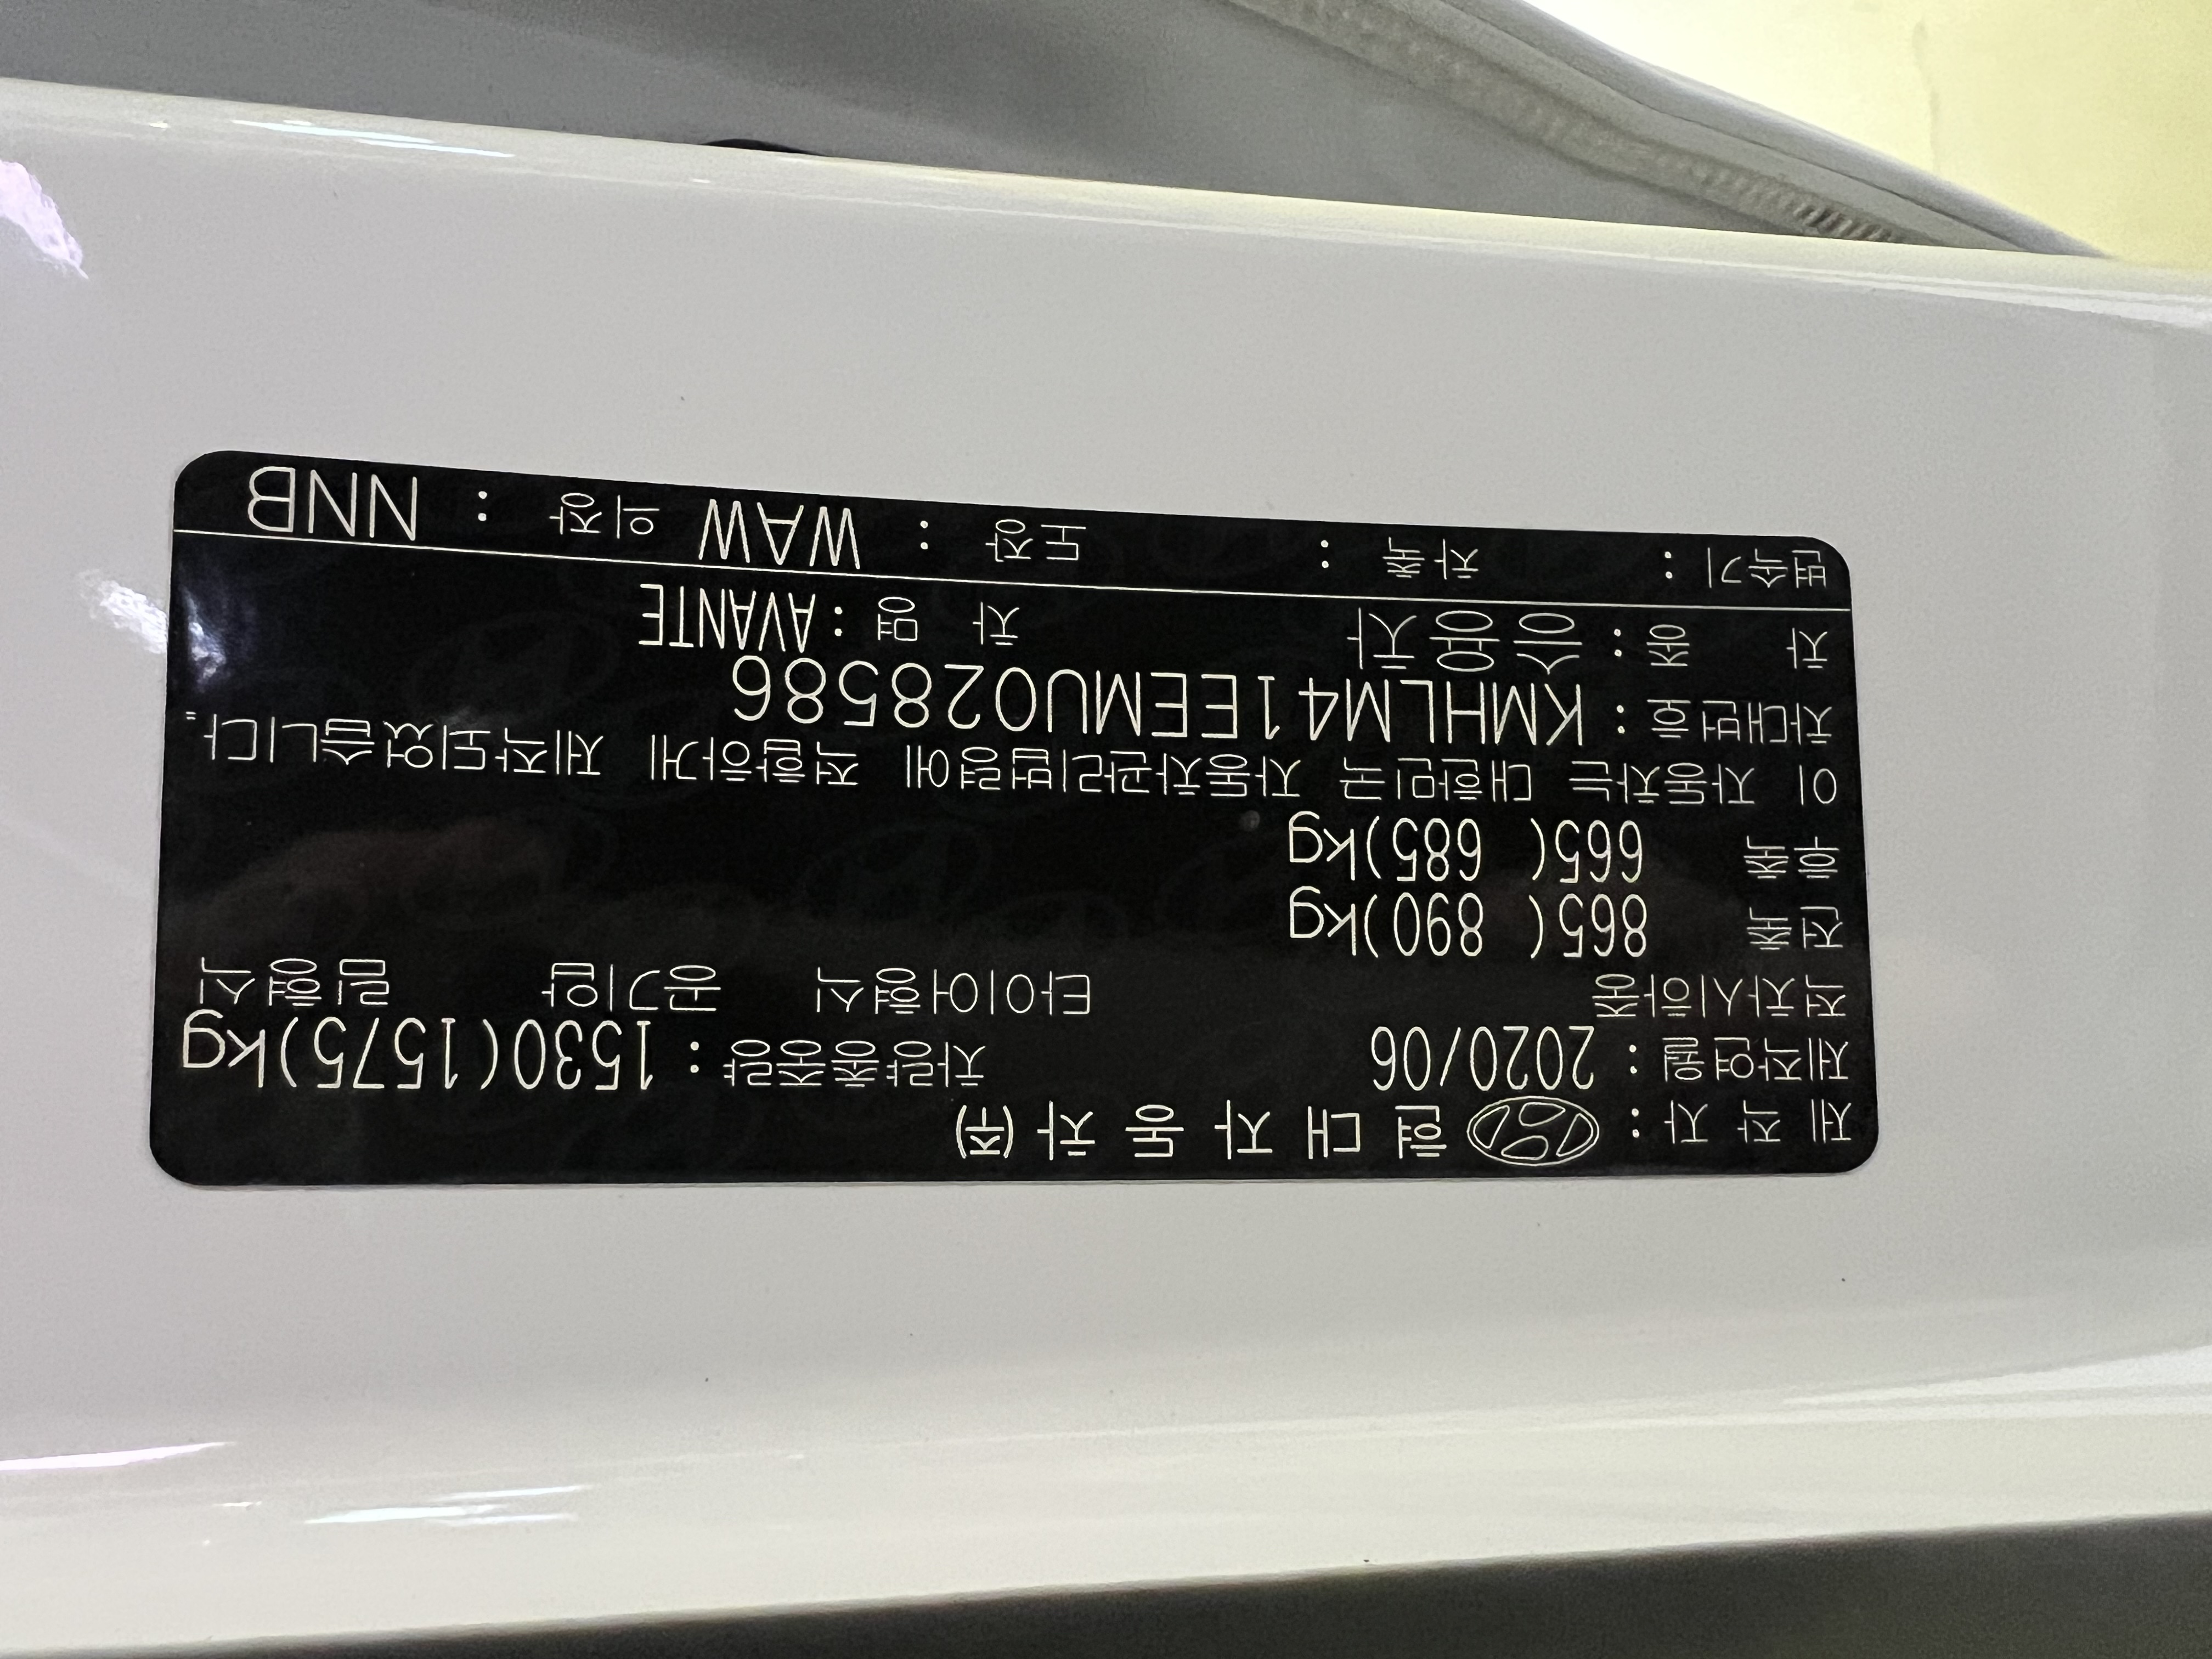 제 작 자 : 현 대 자 동 차 (주)
제작연월 : 2020/06 차량총중량 : 1530(1575)kg
적차시하중 타이어형식 공기압 림형식
전 축 865( 890)kg
후 축 665( 685)kg
이 자동차는 대한민국 자동차관리법령에 적합하게 제작되었습니다.
차대번호 : KMHLM41EEMU028586
차 종 : 승용차 차 명 : AVANTE
변속기 : 차축 : 도장 : WAW 의장 : NNB